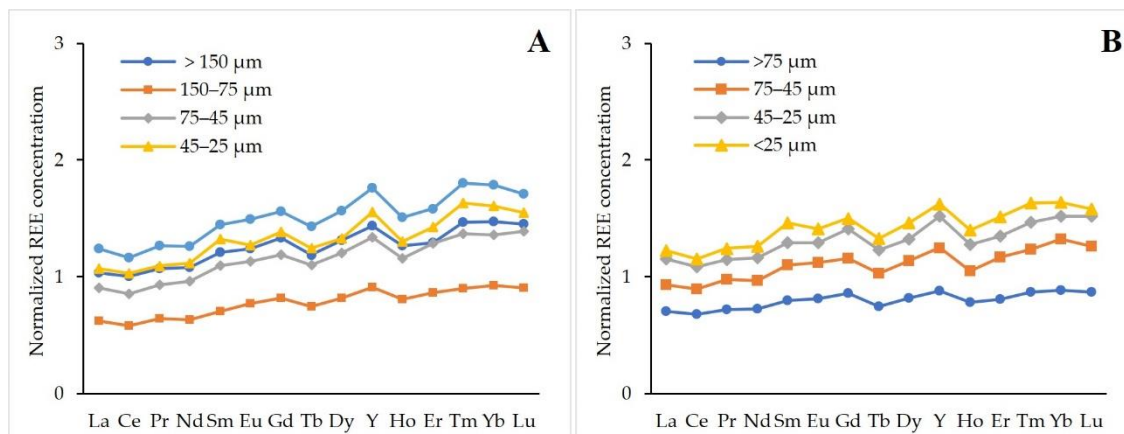 A
3
2
1
0
Normalized REE concentratiom
> 150 µm
150–75 µm
75–45 µm
45–25 µm
La Ce Pr Nd Sm Eu Gd Tb Dy Y Ho Er Tm Yb Lu
B
3
2
1
0
Normalized REE concentratiom
>75 µm
75–45 µm
45–25 µm
<25 µm
La Ce Pr Nd Sm Eu Gd Tb Dy Y Ho Er Tm Yb Lu